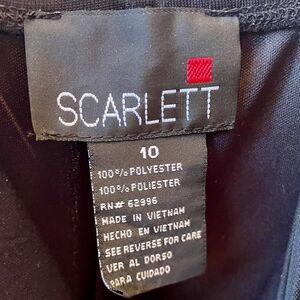 SCARLETT
10
100% POLYESTER
100% POLIESTER
RN# 62996
MADE IN VIETNAM
HECHO EN VIETNAM
SEE REVERSE FOR CARE
VER AL DORSO
PARA CUIDADO